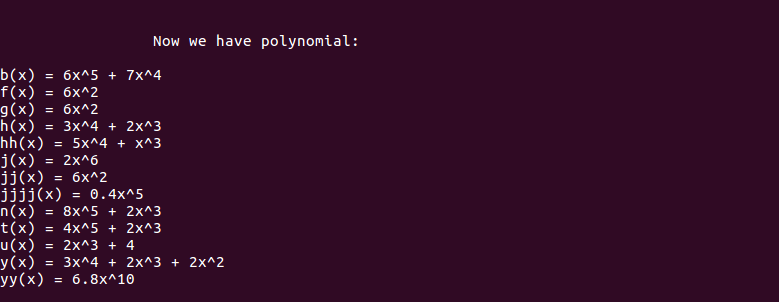 Now we have polynomial:
b(x) = 6x^5 + 7x^4
f(x) = 6x^2
g(x) = 6x^2
h(x) = 3x^4 + 2x^3
hh(x) = 5x^4 + x^3
j(x) = 2x^6
jj(x) = 6x^2
jjjj(x) = 0.4x^5
n(x) = 8x^5 + 2x^3
t(x) = 4x^5 + 2x^3
u(x) = 2x^3 + 4
y(x) = 3x^4 + 2x^3 + 2x^2
yy(x) = 6.8x^10